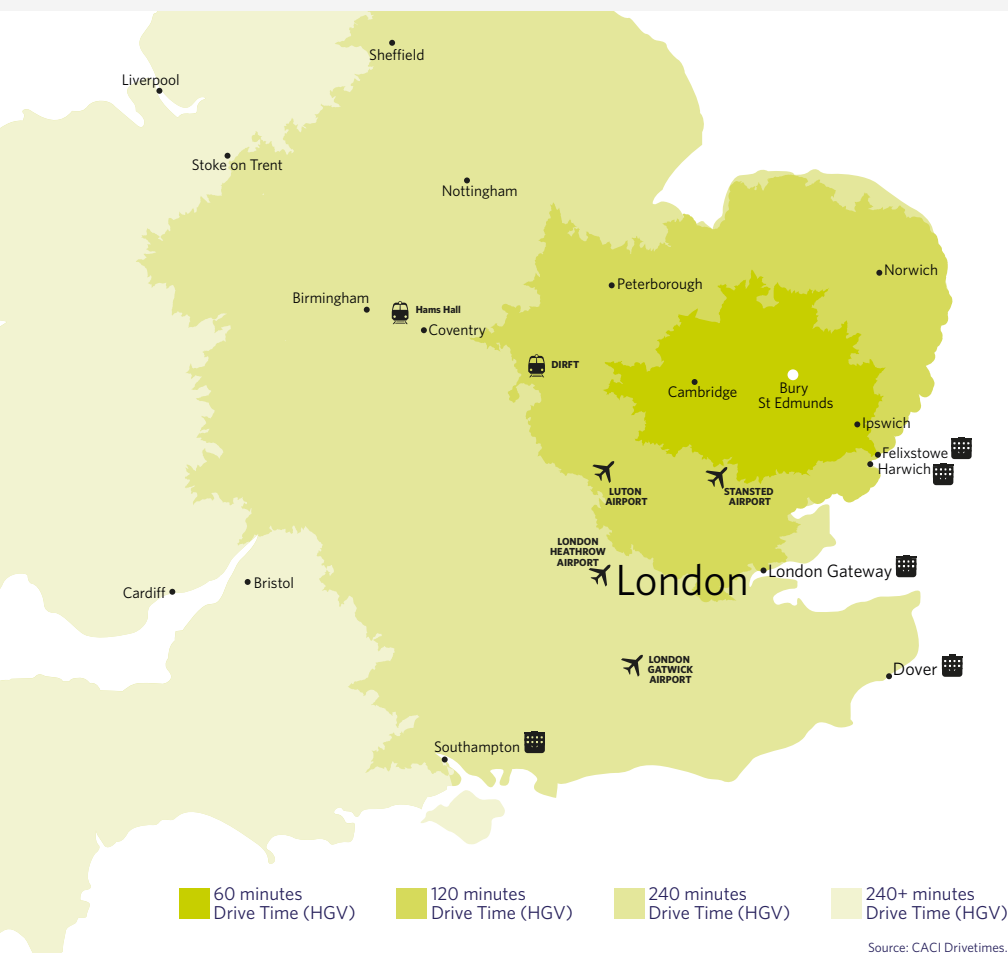 Sheffield
Liverpool
Stoke on Trent
Nottingham
Norwich
Peterborough
Birmingham
Hams Hall
Coventry
DIRFT
Cambridge
Bury
St Edmunds
Ipswich
Felixstowe
Harwich
LUTON
AIRPORT
STANSTED
AIRPORT
LONDON
HEATHROW
AIRPORT
London
London Gateway
Cardiff
Bristol
LONDON
GATWICK
AIRPORT
Dover
Southampton
60 minutes
Drive Time (HGV)
120 minutes
Drive Time (HGV)
240 minutes
Drive Time (HGV)
240+ minutes
Drive Time (HGV)
Source: CACI Drivetimes.